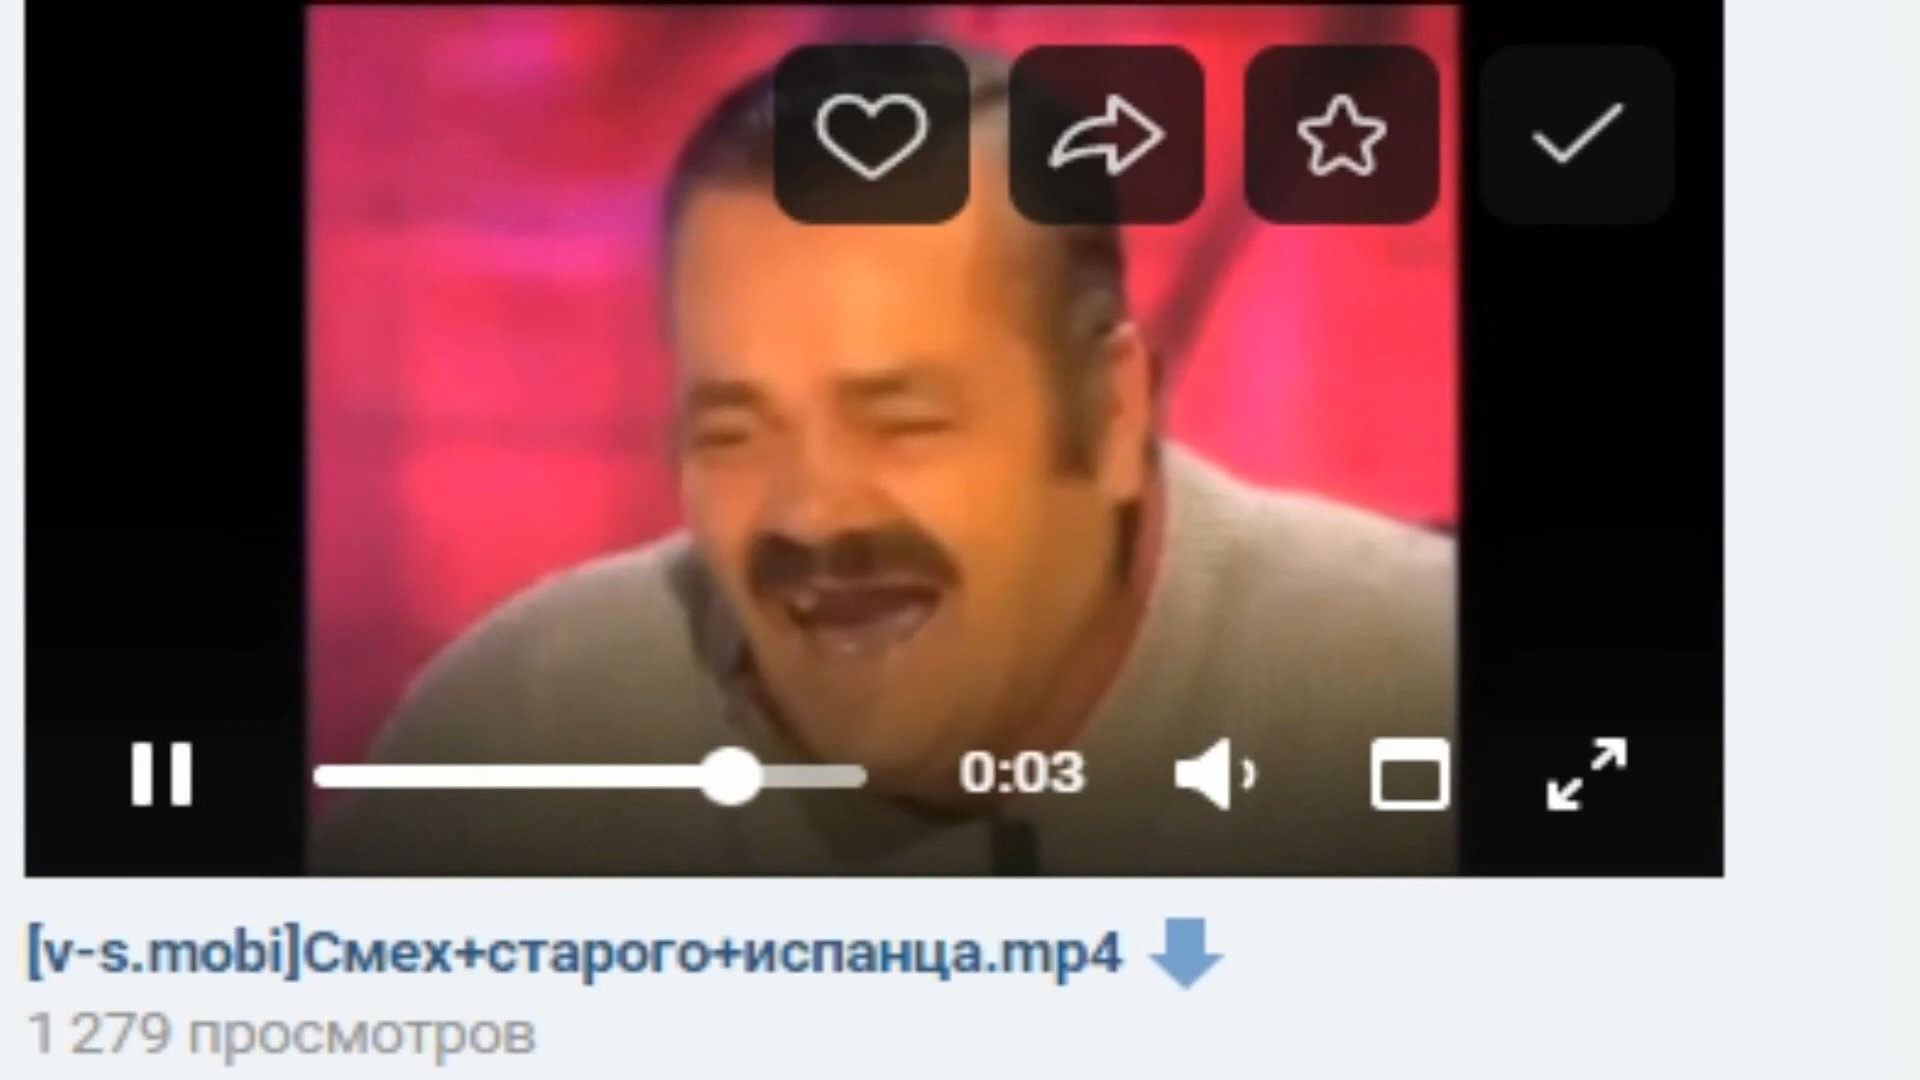 0:03
[v-s.mobi]Смех+старого+испанца.mp4
1 279 просмотров